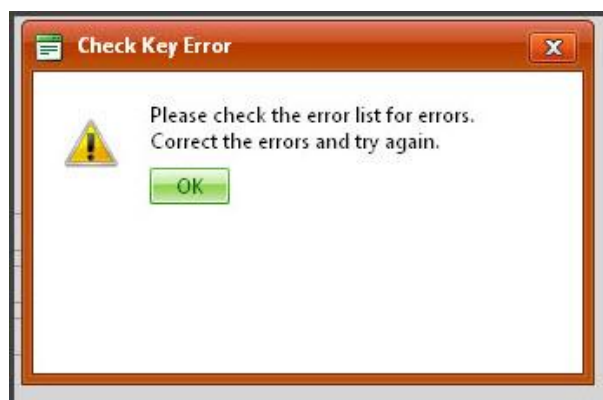 Check Key Error
Please check the error list for errors.
Correct the errors and try again.
OK